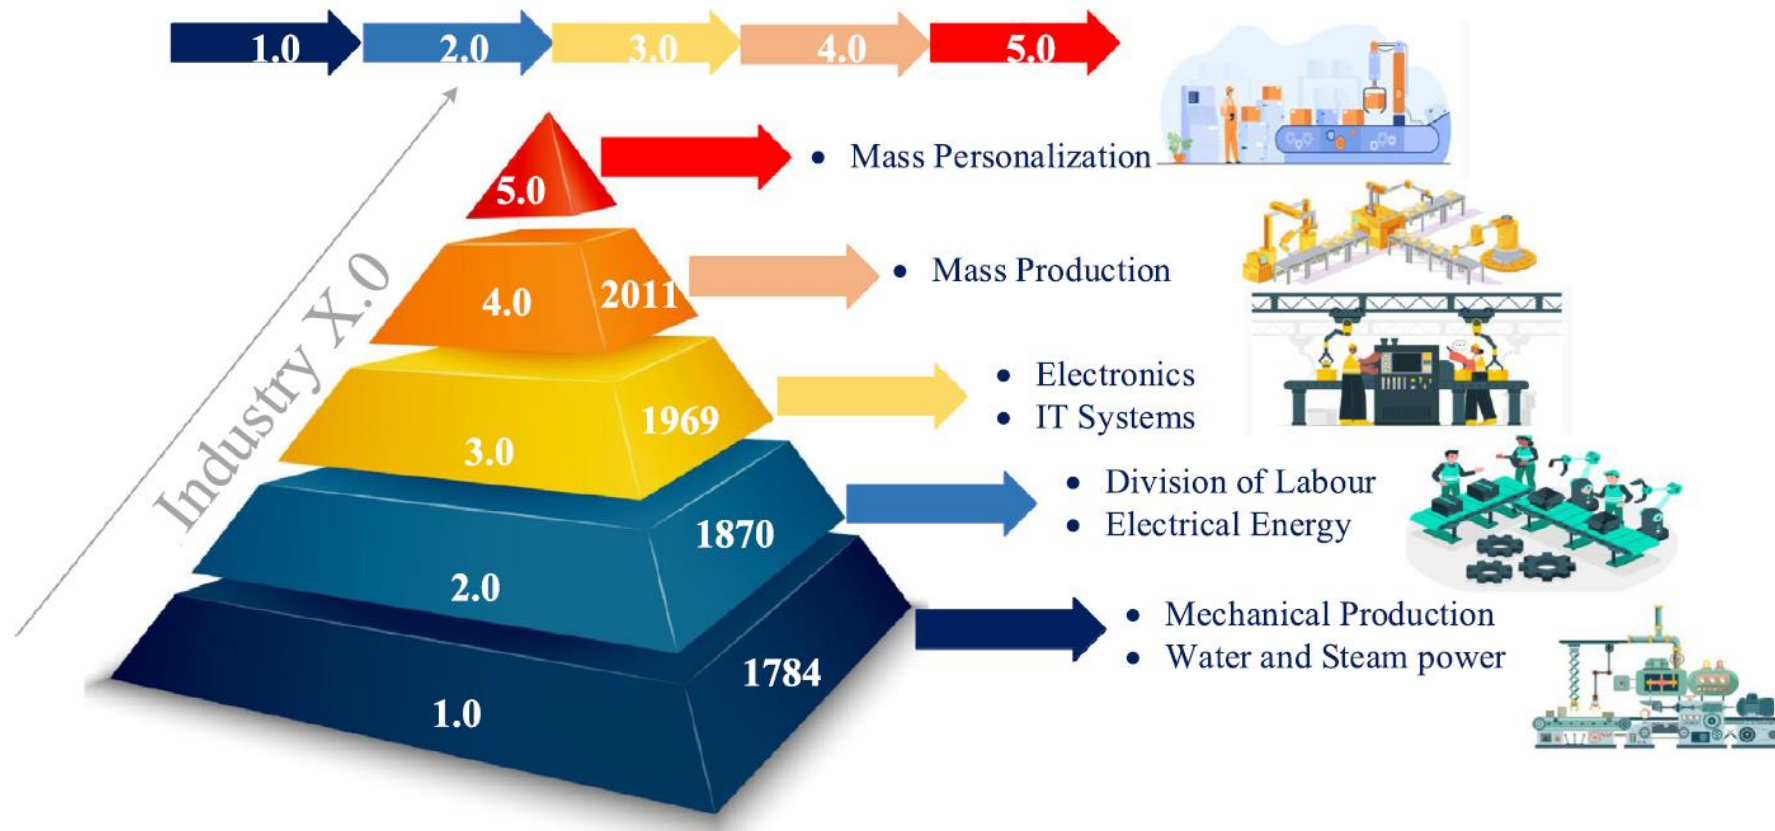 1.0
2.0
3.0
4.0
5.0
Industry X.0
5.0
• Mass Personalization
4.0
2011
• Mass Production
3.0
1969
• Electronics
• IT Systems
2.0
1870
• Division of Labour
• Electrical Energy
1.0
1784
• Mechanical Production
• Water and Steam power